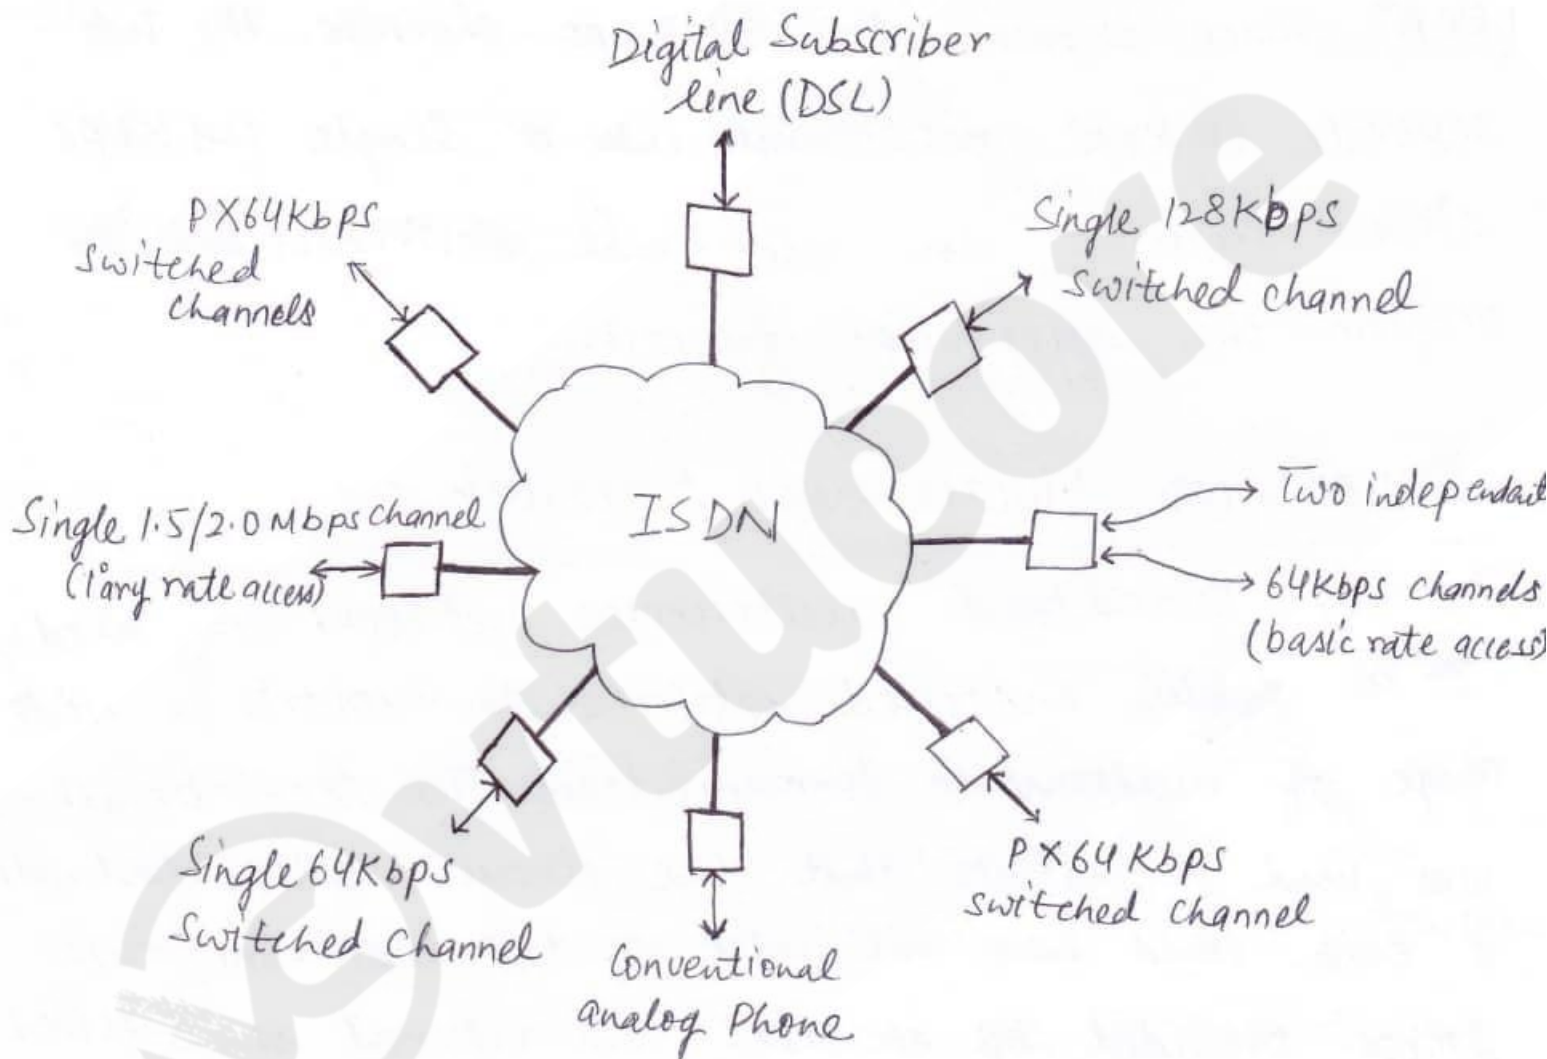 Digital Subscriber
line (DSL)
PX64Kbps
switched
channels
Single 128Kbps
switched channel
ISDN
Single 1.5/2.0 Mbps channel
(1ary rate access)
Two independent
64Kbps channels
(basic rate access)
Single 64Kbps
switched channel
Conventional
analog Phone
PX64Kbps
switched channel
vtucore